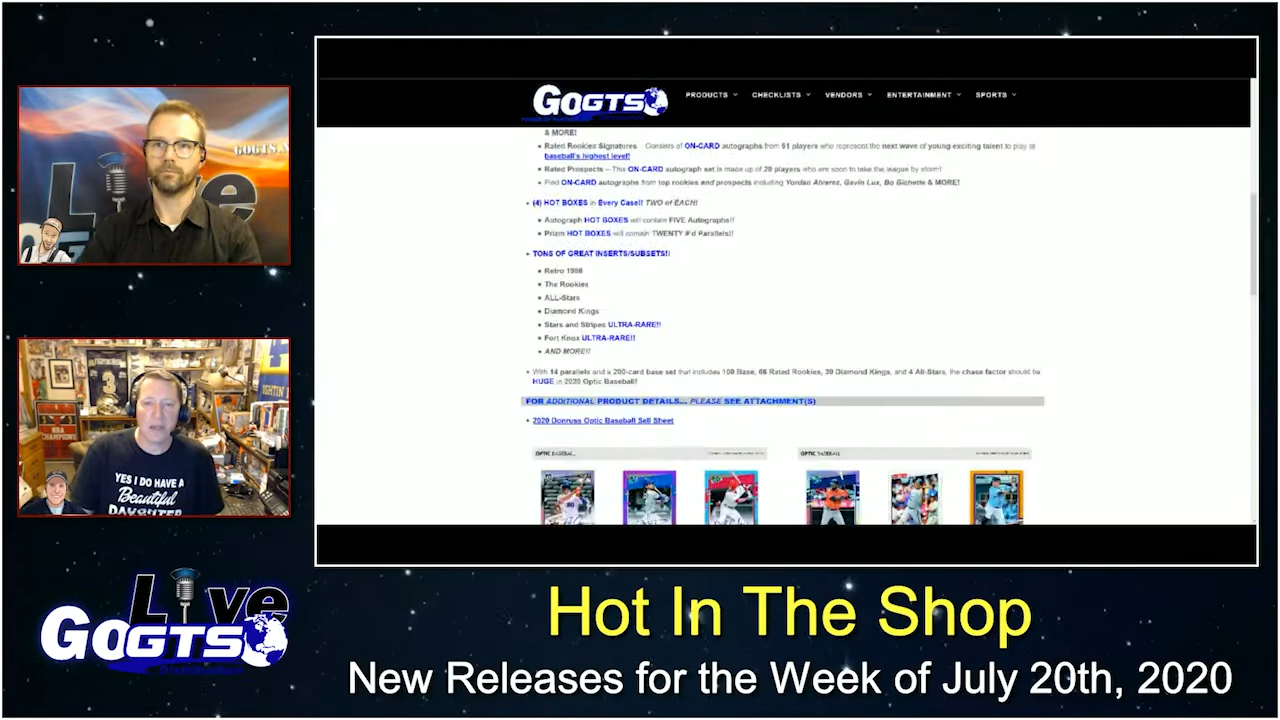 GOGTS
PRODUCTS
CHECKLISTS
VENDORS
ENTERTAINMENT
SPORTS
& MORE!
Rated Rookies Signatures – Consists of ON-CARD autographs from 61 players who represent the next wave of young exciting talent to play at
baseball's highest level!
Rated Prospects – This ON-CARD autograph set is made up of 20 players who are soon to take the league by storm!
Find ON-CARD autographs from top rookies and prospects including Yordan Alvarez, Gavin Lux, Bo Bichette & MORE!
(4) HOT BOXES in Every Case!! TWO of EACH!
Autograph HOT BOXES will contain FIVE Autographs!!
Prizm HOT BOXES will contain TWENTY #'d Parallels!!
TONS OF GREAT INSERTS/SUBSETS!!
Retro 1986
The Rookies
ALL-Stars
Diamond Kings
Stars and Stripes ULTRA-RARE!!
Fort Knox ULTRA-RARE!!
AND MORE!!
With 14 parallels and a 200-card base set that includes 100 Base, 66 Rated Rookies, 30 Diamond Kings, and 4 All-Stars, the chase factor should be
HUGE in 2020 Optic Baseball!
FOR ADDITIONAL PRODUCT DETAILS... PLEASE SEE ATTACHMENT(S)
2020 Donruss Optic Baseball Sell Sheet
OPTIC BASEBALL
OPTIC BASEBALL
GOGTS.N
Live
3
NBA
CHAMPIONS
YES I DO HAVE A
Beautiful
DAUGHTER
Live
GOGTS
Hot In The Shop
New Releases for the Week of July 20th, 2020